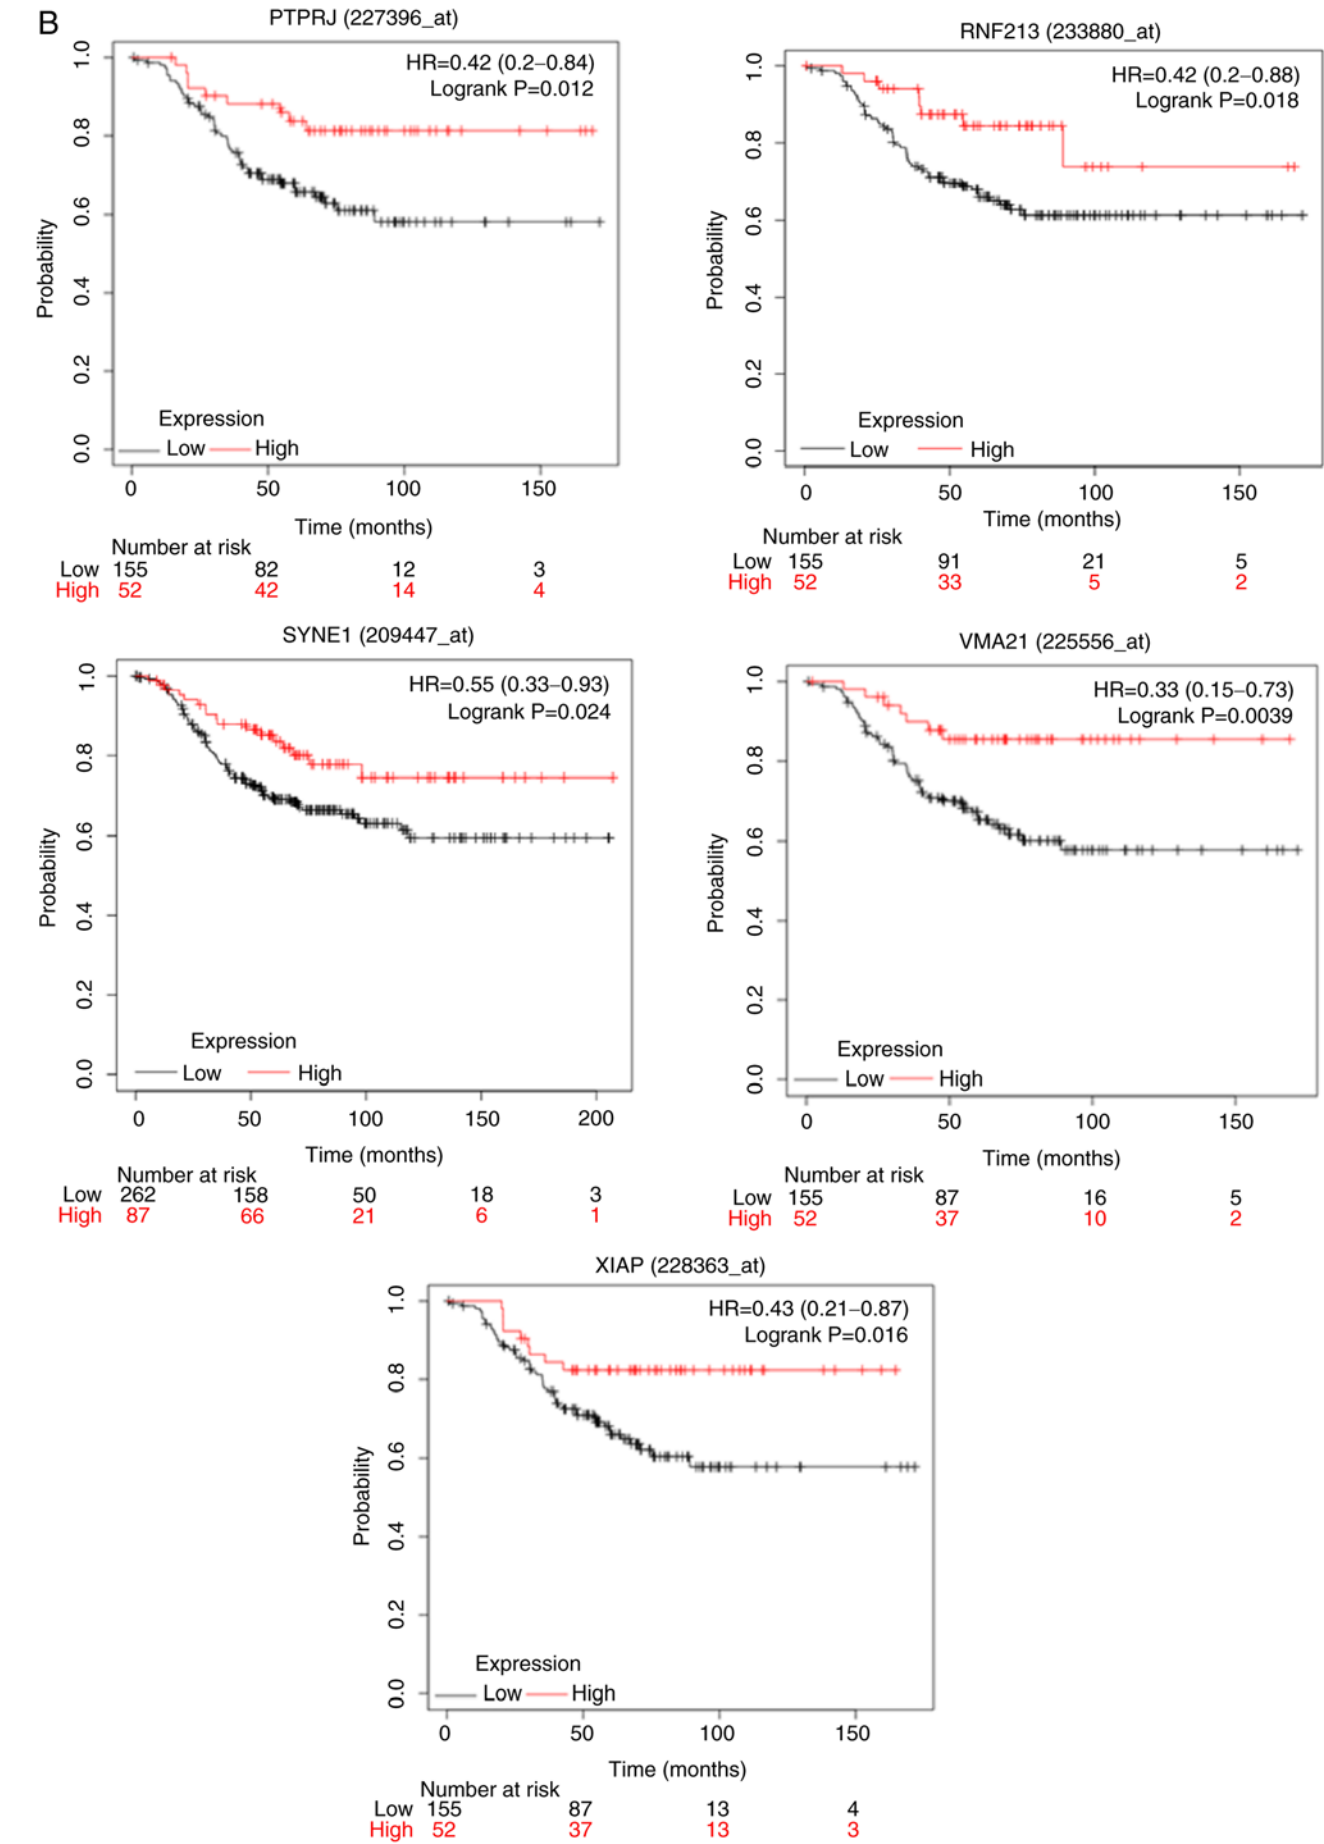 B
PTPRJ (227396_at)
HR=0.42 (0.2–0.84)
Logrank P=0.012
Probability
1.0
0.8
0.6
0.4
0.2
0.0
Expression
Low High
0 50 100 150
Time (months)
Number at risk
Low 155 82 12 3
High 52 42 14 4
RNF213 (233880_at)
HR=0.42 (0.2–0.88)
Logrank P=0.018
Probability
1.0
0.8
0.6
0.4
0.2
0.0
Expression
Low High
0 50 100 150
Time (months)
Number at risk
Low 155 91 21 5
High 52 33 5 2
SYNE1 (209447_at)
HR=0.55 (0.33–0.93)
Logrank P=0.024
Probability
1.0
0.8
0.6
0.4
0.2
0.0
Expression
Low High
0 50 100 150 200
Time (months)
Number at risk
Low 262 158 50 18 3
High 87 66 21 6 1
VMA21 (225556_at)
HR=0.33 (0.15–0.73)
Logrank P=0.0039
Probability
1.0
0.8
0.6
0.4
0.2
0.0
Expression
Low High
0 50 100 150
Time (months)
Number at risk
Low 155 87 16 5
High 52 37 10 2
XIAP (228363_at)
HR=0.43 (0.21–0.87)
Logrank P=0.016
Probability
1.0
0.8
0.6
0.4
0.2
0.0
Expression
Low High
0 50 100 150
Time (months)
Number at risk
Low 155 87 13 4
High 52 37 13 3